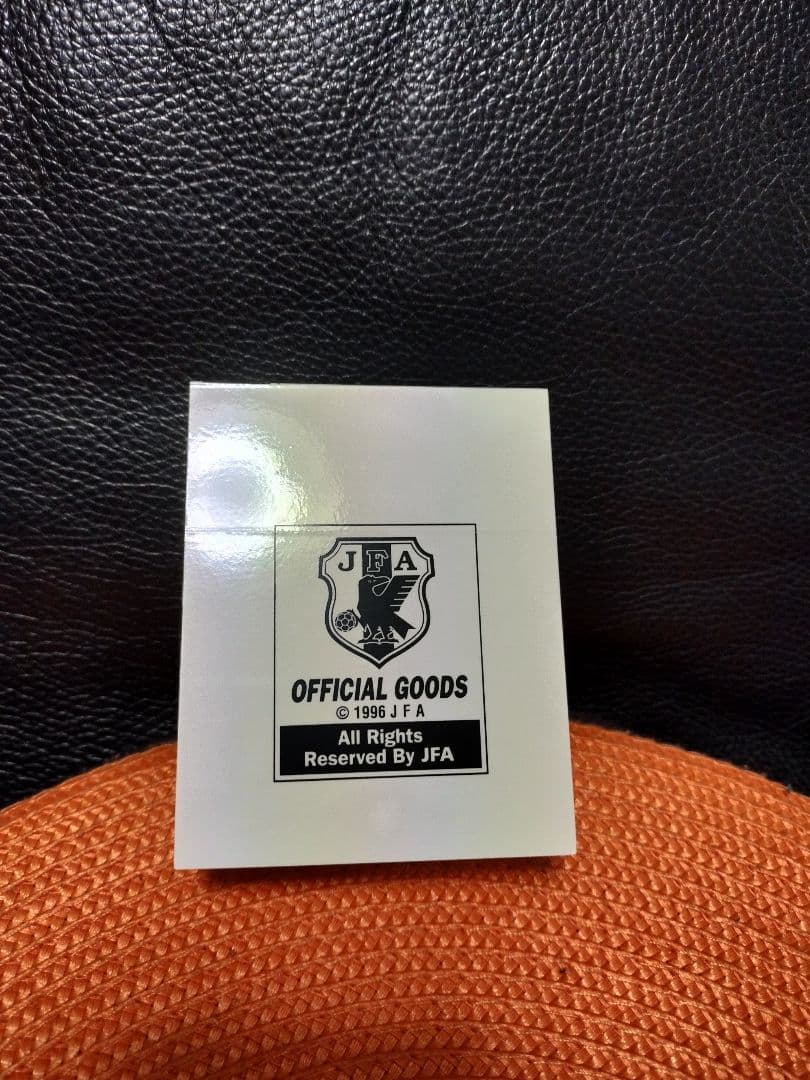 JFA
OFFICIAL GOODS
© 1996 J F A
All Rights
Reserved By JFA